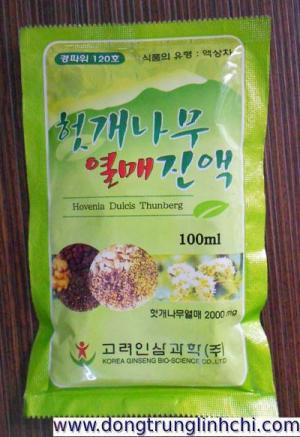 경파워 120호
식품의 유형 : 액상차
헛개나무
열매진액
Hovenia Dulcis Thunberg
100ml
헛개나무열매 2000mg
고려인삼과학(주)
KOREA GINSENG BIO-SCIENCE CO.,LTD
www.dongtrunglinhchi.com